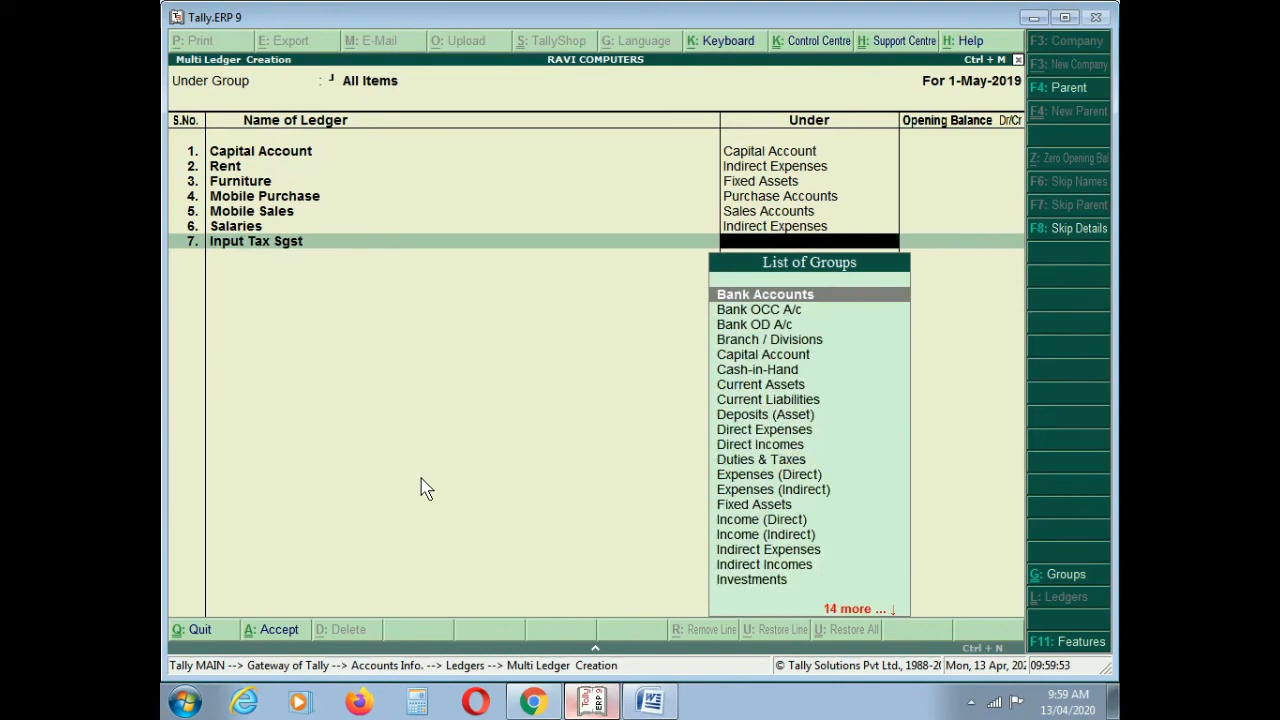 Tally.ERP 9
P: Print E: Export M: E-Mail O: Upload S: TallyShop G: Language K: Keyboard K: Control Centre H: Support Centre H: Help
F3: Company
Multi Ledger Creation RAVI COMPUTERS Ctrl + M
F3: New Company
Under Group : All Items For 1-May-2019
F4: Parent
F4: New Parent
S.No. Name of Ledger Under Opening Balance Dr/Cr
1. Capital Account Capital Account
Z: Zero Opening Bal
2. Rent Indirect Expenses
3. Furniture Fixed Assets
F6: Skip Names
4. Mobile Purchase Purchase Accounts
F7: Skip Parent
5. Mobile Sales Sales Accounts
6. Salaries Indirect Expenses
F8: Skip Details
7. Input Tax Sgst
List of Groups
Bank Accounts
Bank OCC A/c
Bank OD A/c
Branch / Divisions
Capital Account
Cash-in-Hand
Current Assets
Current Liabilities
Deposits (Asset)
Direct Expenses
Direct Incomes
Duties & Taxes
Expenses (Direct)
Expenses (Indirect)
Fixed Assets
Income (Direct)
Income (Indirect)
Indirect Expenses
Indirect Incomes
Investments
14 more ... ↓
G: Groups
L: Ledgers
Q: Quit A: Accept D: Delete R: Remove Line U: Restore Line U: Restore All
F11: Features
Ctrl + N
Tally MAIN --> Gateway of Tally --> Accounts Info. --> Ledgers --> Multi Ledger Creation © Tally Solutions Pvt Ltd., 1988-20 Mon, 13 Apr, 202 09:59:53
9:59 AM
13/04/2020